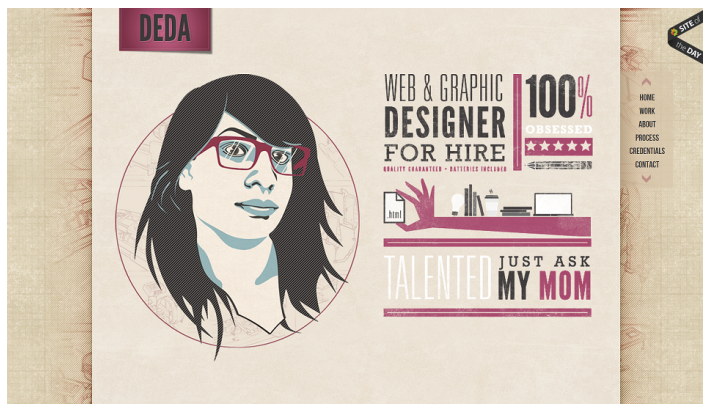 DEDA
SITE of
the DAY
WEB & GRAPHIC
DESIGNER
FOR HIRE
QUALITY GUARANTEED - BATTERIES INCLUDED
100%
OBSESSED
.html
TALENTED
JUST ASK
MY MOM
HOME
WORK
ABOUT
PROCESS
CREDENTIALS
CONTACT